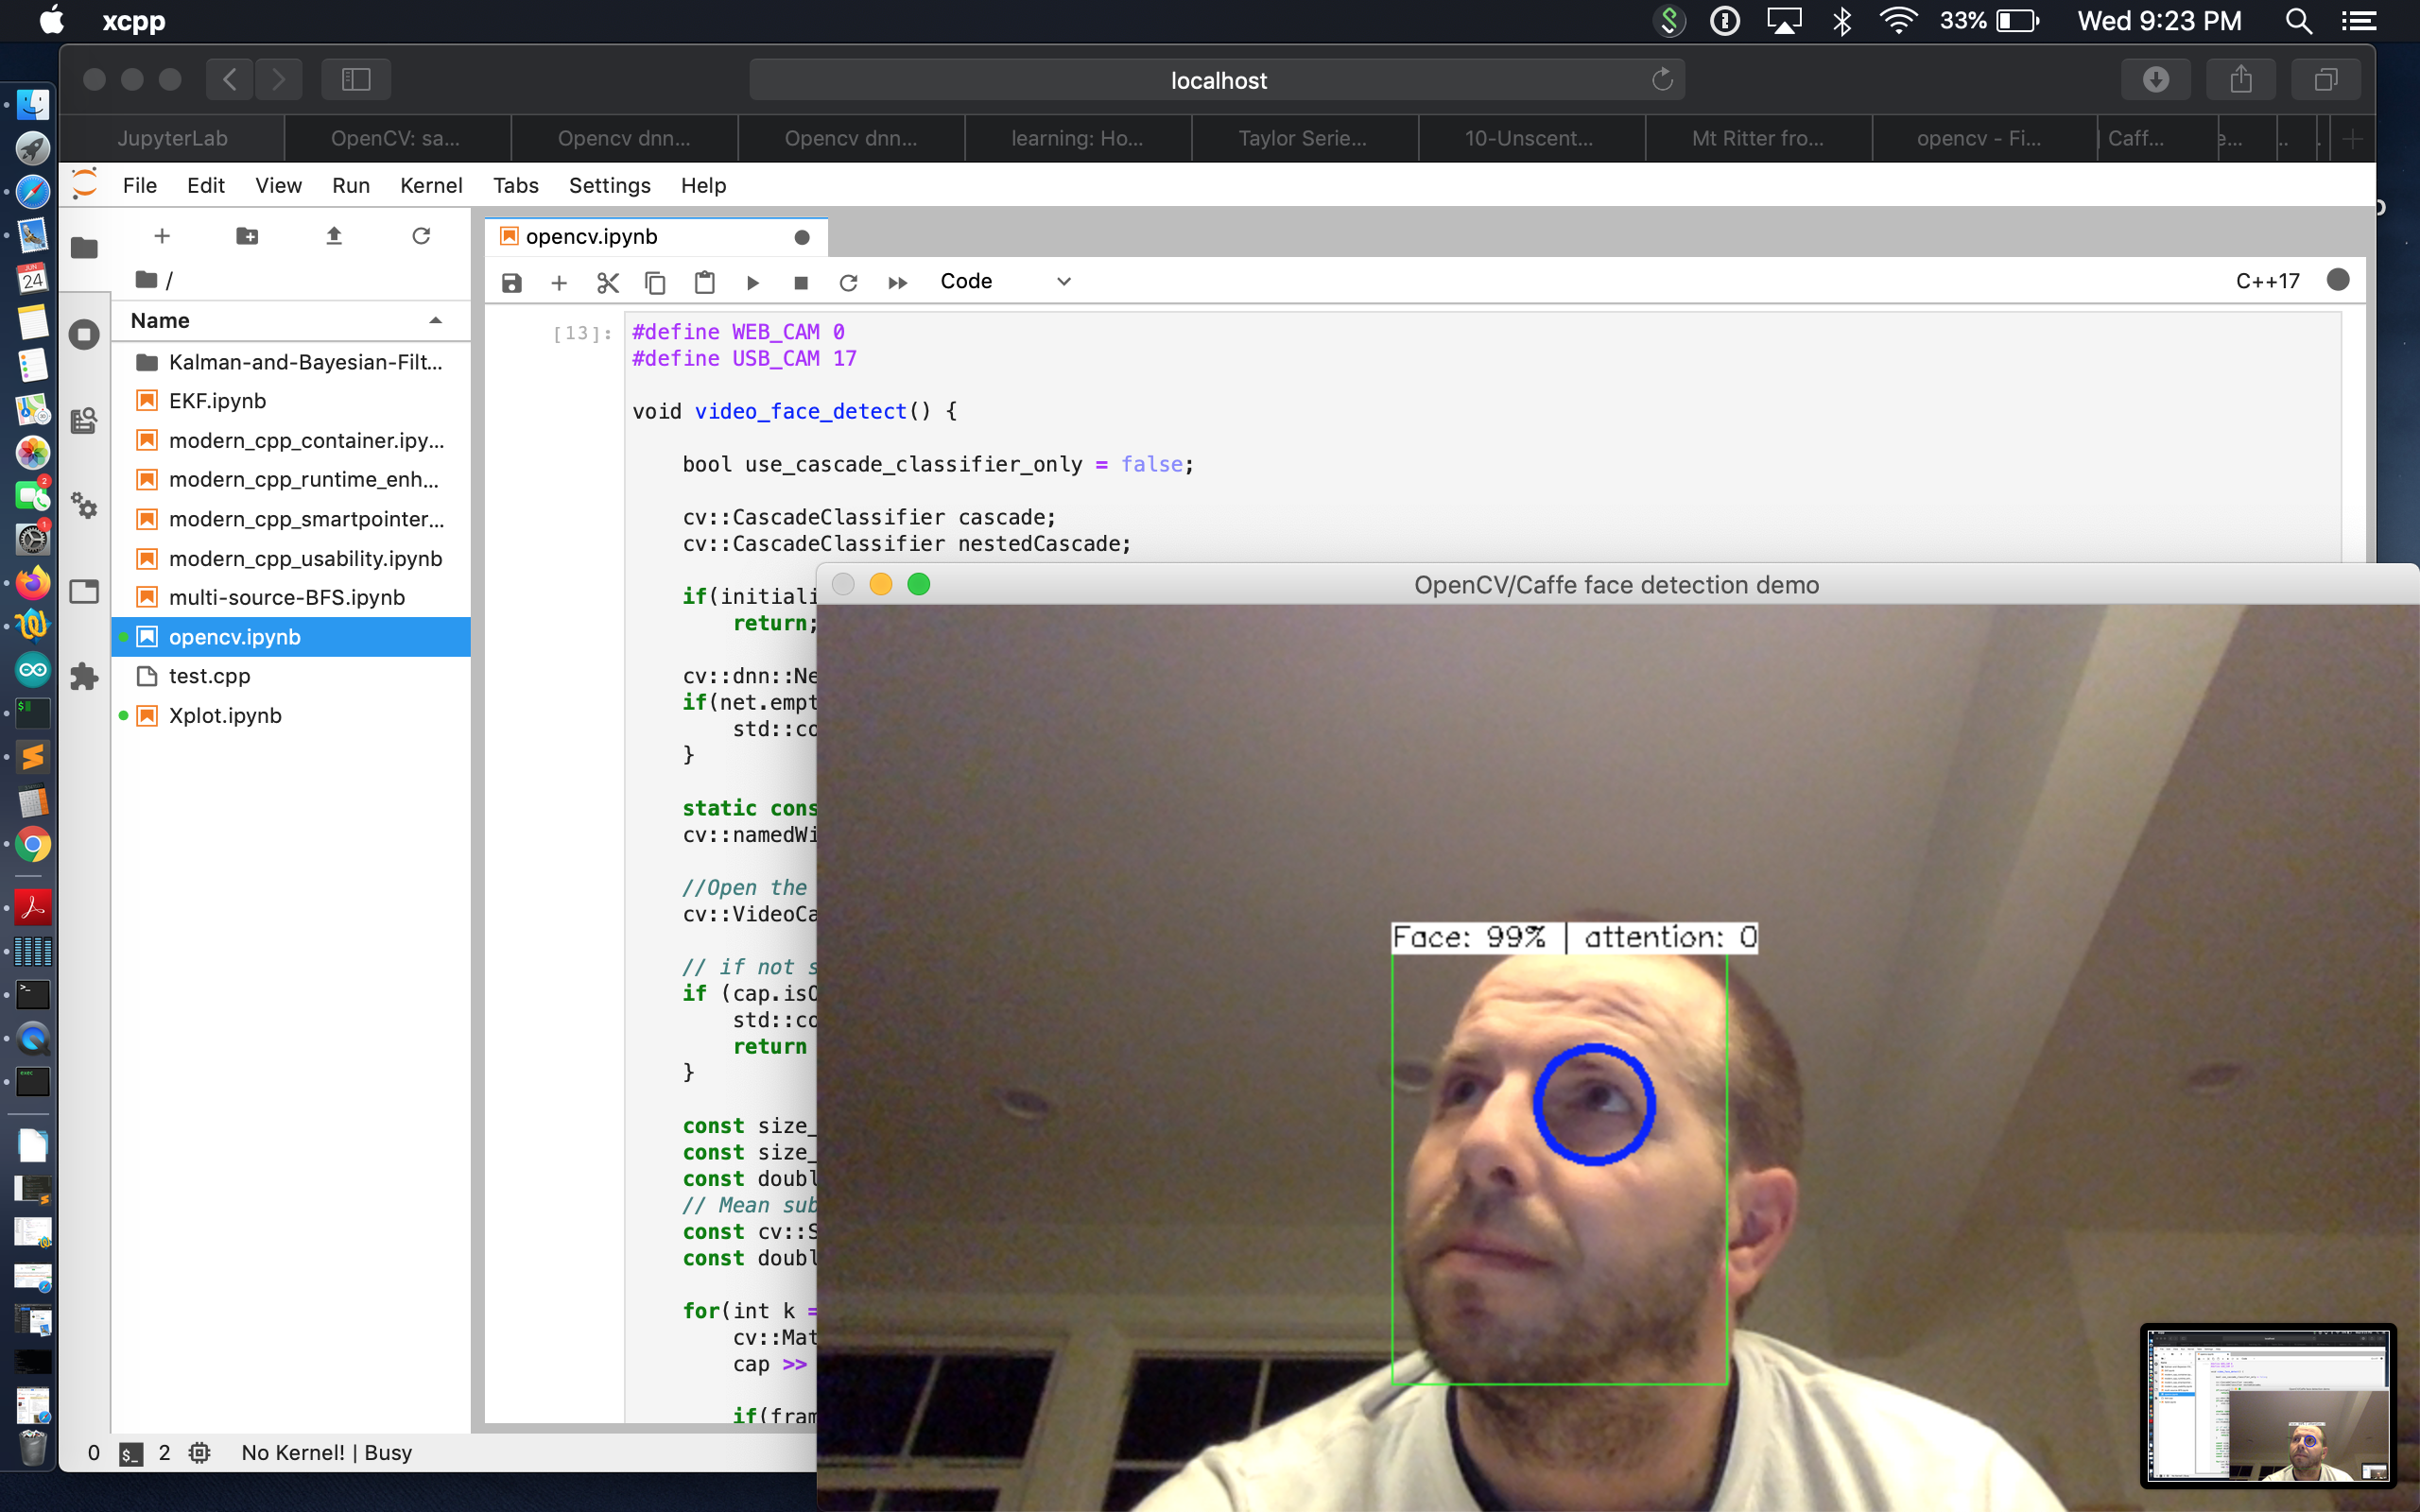 xcpp
33%
Wed 9:23 PM
localhost
JupyterLab
OpenCV: sa...
Opencv dnn...
Opencv dnn...
learning: Ho...
Taylor Serie...
10-Unscent...
Mt Ritter fro...
opencv - Fi...
Caff...
e...
File Edit View Run Kernel Tabs Settings Help
/
Name
Kalman-and-Bayesian-Filt...
EKF.ipynb
modern_cpp_container.ipy...
modern_cpp_runtime_enh...
modern_cpp_smartpointer...
modern_cpp_usability.ipynb
multi-source-BFS.ipynb
opencv.ipynb
test.cpp
Xplot.ipynb
opencv.ipynb
Code
C++17
[13]:
#define WEB_CAM 0
#define USB_CAM 17
void video_face_detect() {
bool use_cascade_classifier_only = false;
cv::CascadeClassifier cascade;
cv::CascadeClassifier nestedCascade;
if(initiali
return;
cv::dnn::Ne
if(net.empt
std::co
}
static cons
cv::namedWi
//Open the
cv::VideoCa
// if not s
if (cap.isO
std::co
return
}
const size_
const size_
const doubl
// Mean sub
const cv::S
const doubl
for(int k =
cv::Mat
cap >>
if(fram
OpenCV/Caffe face detection demo
Face: 99% | attention: 0
0
2
No Kernel! | Busy
JUN
24
2
1